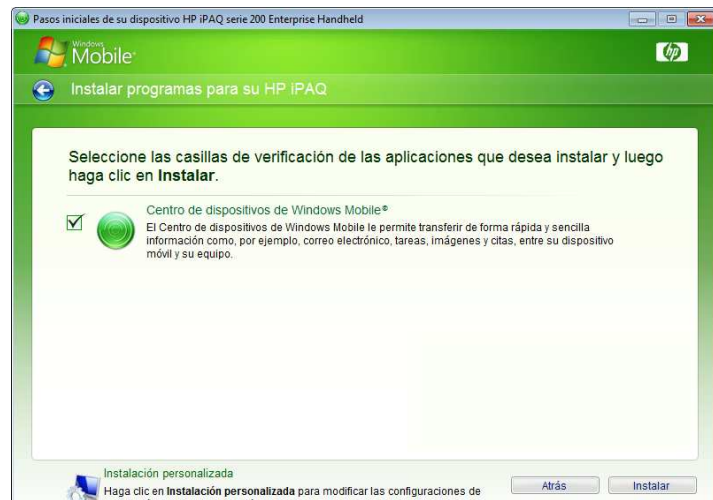 Pasos iniciales de su dispositivo HP iPAQ serie 200 Enterprise Handheld
Windows
Mobile
hp
Instalar programas para su HP iPAQ
Seleccione las casillas de verificación de las aplicaciones que desea instalar y luego
haga clic en Instalar.
Centro de dispositivos de Windows Mobile®
El Centro de dispositivos de Windows Mobile le permite transferir de forma rápida y sencilla
información como, por ejemplo, correo electrónico, tareas, imágenes y citas, entre su dispositivo
móvil y su equipo.
Instalación personalizada
Haga clic en Instalación personalizada para modificar las configuraciones de
Atrás
Instalar